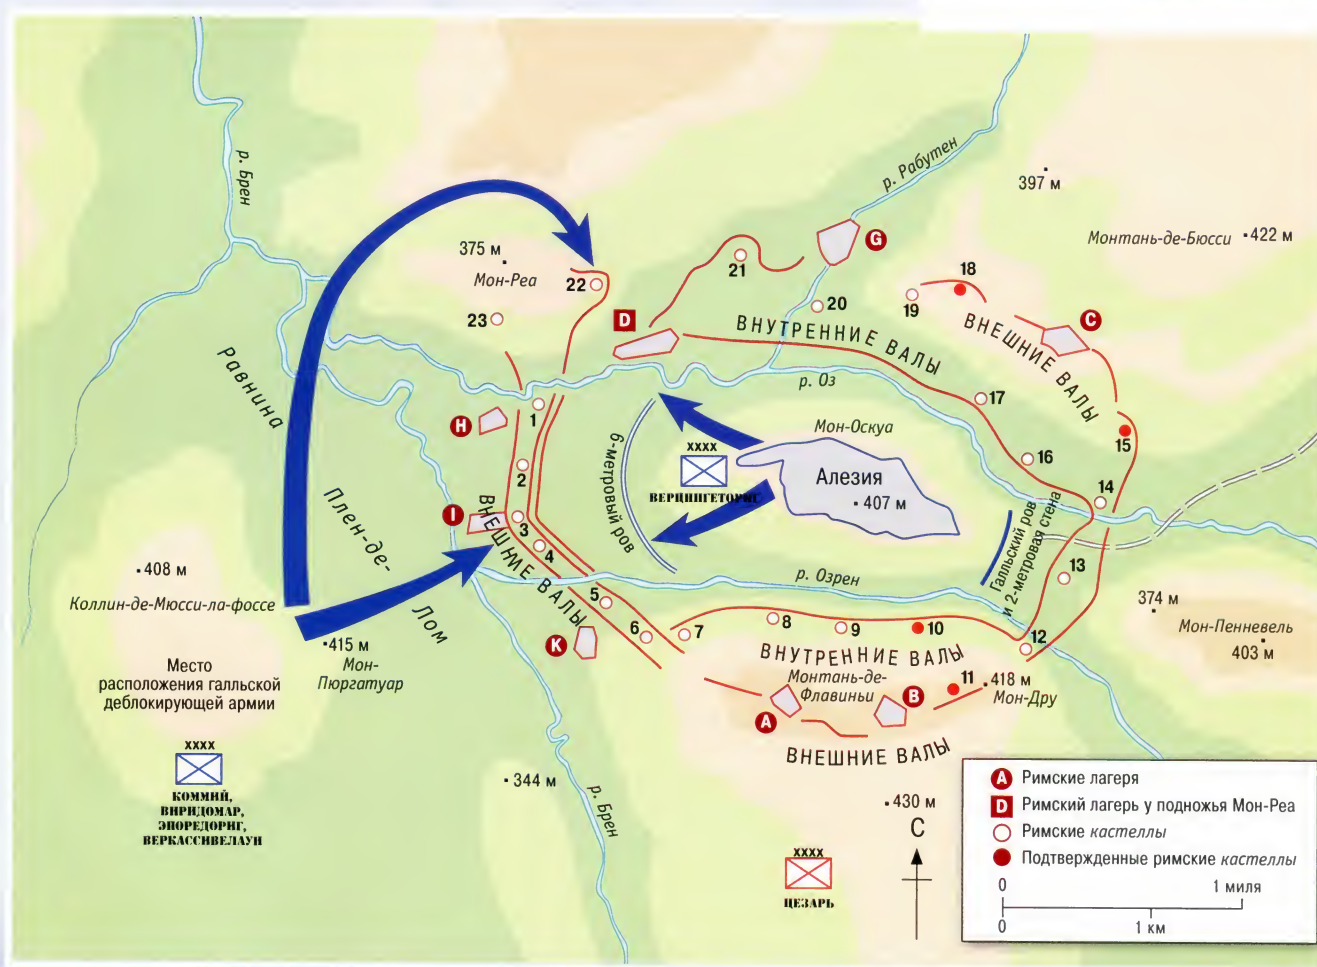 р. Брен
р. Рабутен
397 м
Монтань-де-Бюсси
422 м
375 м
Мон-Реа
22
23
21
G
20
18
19
C
D
ВНУТРЕННИЕ ВАЛЫ
ВНЕШНИЕ ВАЛЫ
р. Оз
17
15
16
14
13
Равнина
Плен-де-
Лом
H
1
2
I
3
4
ВНЕШНИЕ ВАЛЫ
5
6
K
7
6-метровый ров
XXXX
ВЕРЦИНГЕТОРИГ
Мон-Оскуа
Алезия
407 м
Галльский ров
и 2-метровая стена
р. Озрен
8
9
10
12
ВНУТРЕННИЕ ВАЛЫ
Монтань-де-
Флавиньи
11
418 м
Мон-Дру
A
B
ВНЕШНИЕ ВАЛЫ
374 м
Мон-Пенневель
403 м
408 м
Коллин-де-Мюсси-ла-фоссе
415 м
Мон-
Пюргатуар
Место
расположения галльской
деблокирующей армии
XXXX
КОММИЙ,
ВИРИДОМАР,
ЭПОРЕДОРИГ,
ВЕРКАССИВЕЛАУН
344 м
р. Брен
430 м
С
XXXX
ЦЕЗАРЬ
A Римские лагеря
D Римский лагерь у подножья Мон-Реа
Римские кастеллы
Подтвержденные римские кастеллы
0 1 миля
0 1 км